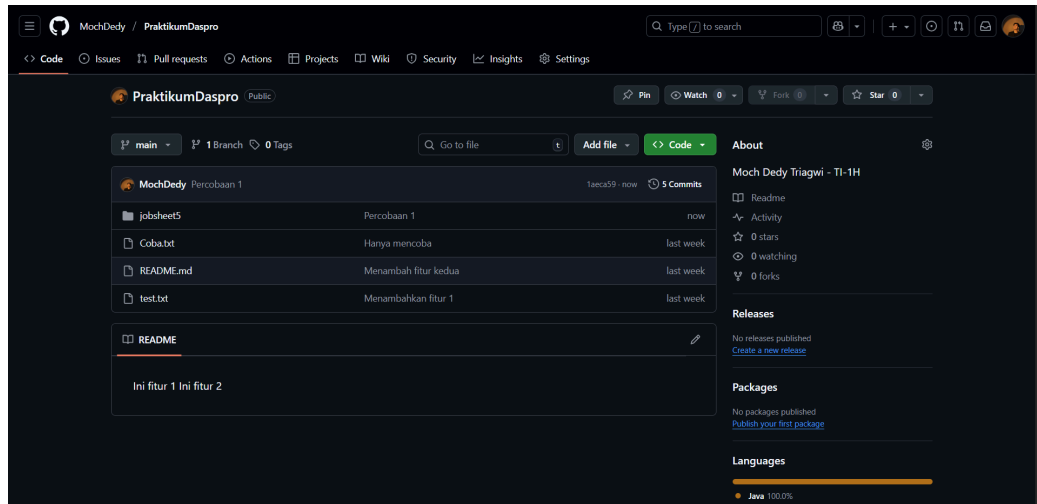 MochDedy / PraktikumDaspro
Type / to search
Code Issues Pull requests Actions Projects Wiki Security Insights Settings
PraktikumDaspro Public
Pin Watch 0 Fork 0 Star 0
main 1 Branch 0 Tags
Go to file t
Add file Code
MochDedy Percobaan 1 1aeca59 · now 5 Commits
jobsheet5 Percobaan 1 now
Coba.txt Hanya mencoba last week
README.md Menambah fitur kedua last week
test.txt Menambahkan fitur 1 last week
README
Ini fitur 1 Ini fitur 2
About
Moch Dedy Triagwi - TI-1H
Readme
Activity
0 stars
0 watching
0 forks
Releases
No releases published
Create a new release
Packages
No packages published
Publish your first package
Languages
Java 100.0%